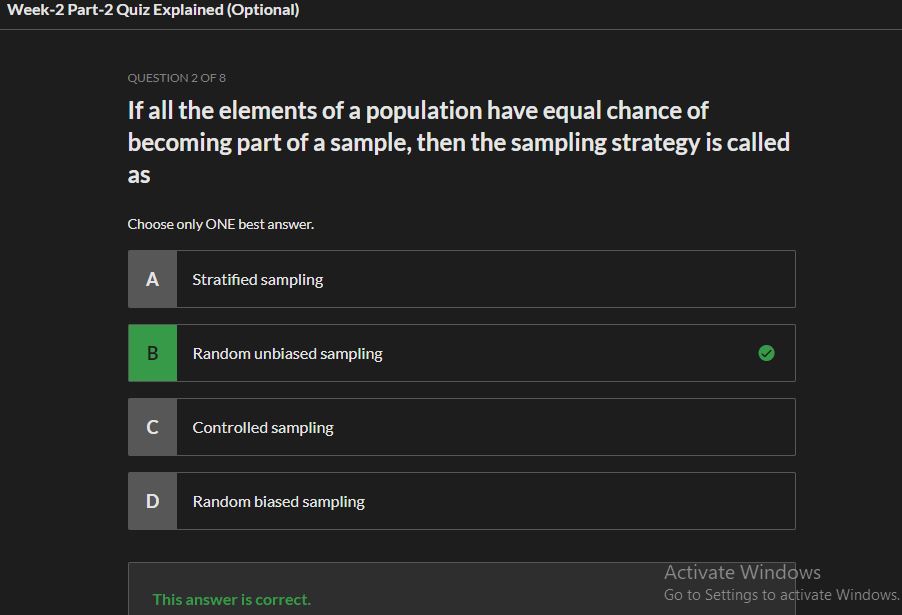 Week-2 Part-2 Quiz Explained (Optional)
QUESTION 2 OF 8
If all the elements of a population have equal chance of
becoming part of a sample, then the sampling strategy is called
as
Choose only ONE best answer.
A Stratified sampling
B Random unbiased sampling
C Controlled sampling
D Random biased sampling
This answer is correct.
Activate Windows
Go to Settings to activate Windows.